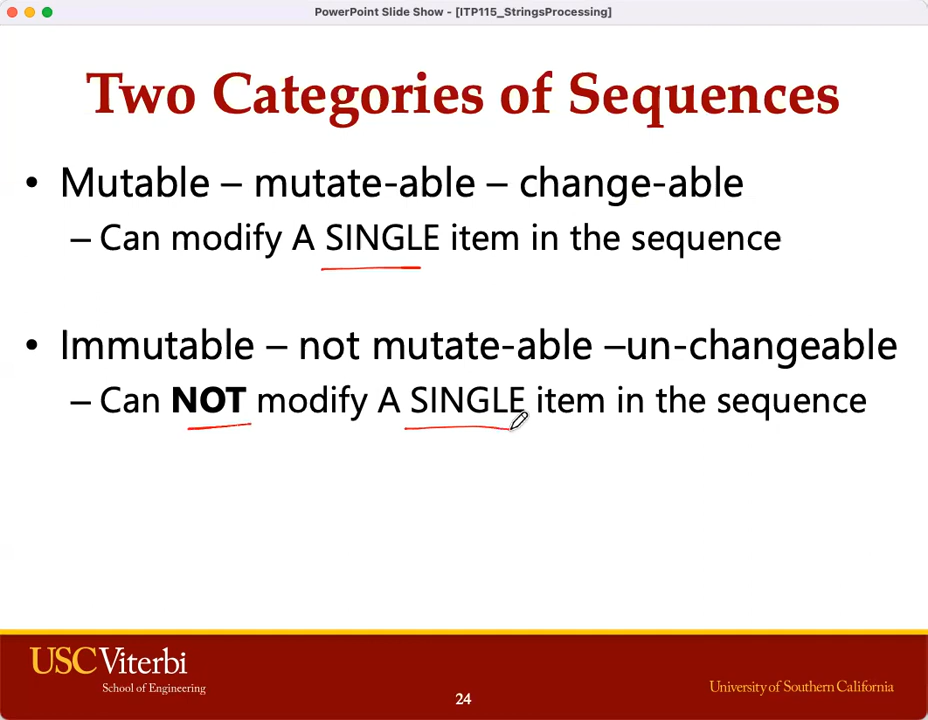 PowerPoint Slide Show - [ITP115_StringsProcessing]
Two Categories of Sequences
• Mutable – mutate-able – change-able
– Can modify A SINGLE item in the sequence
• Immutable – not mutate-able –un-changeable
– Can NOT modify A SINGLE item in the sequence
USC Viterbi
School of Engineering
24
University of Southern California